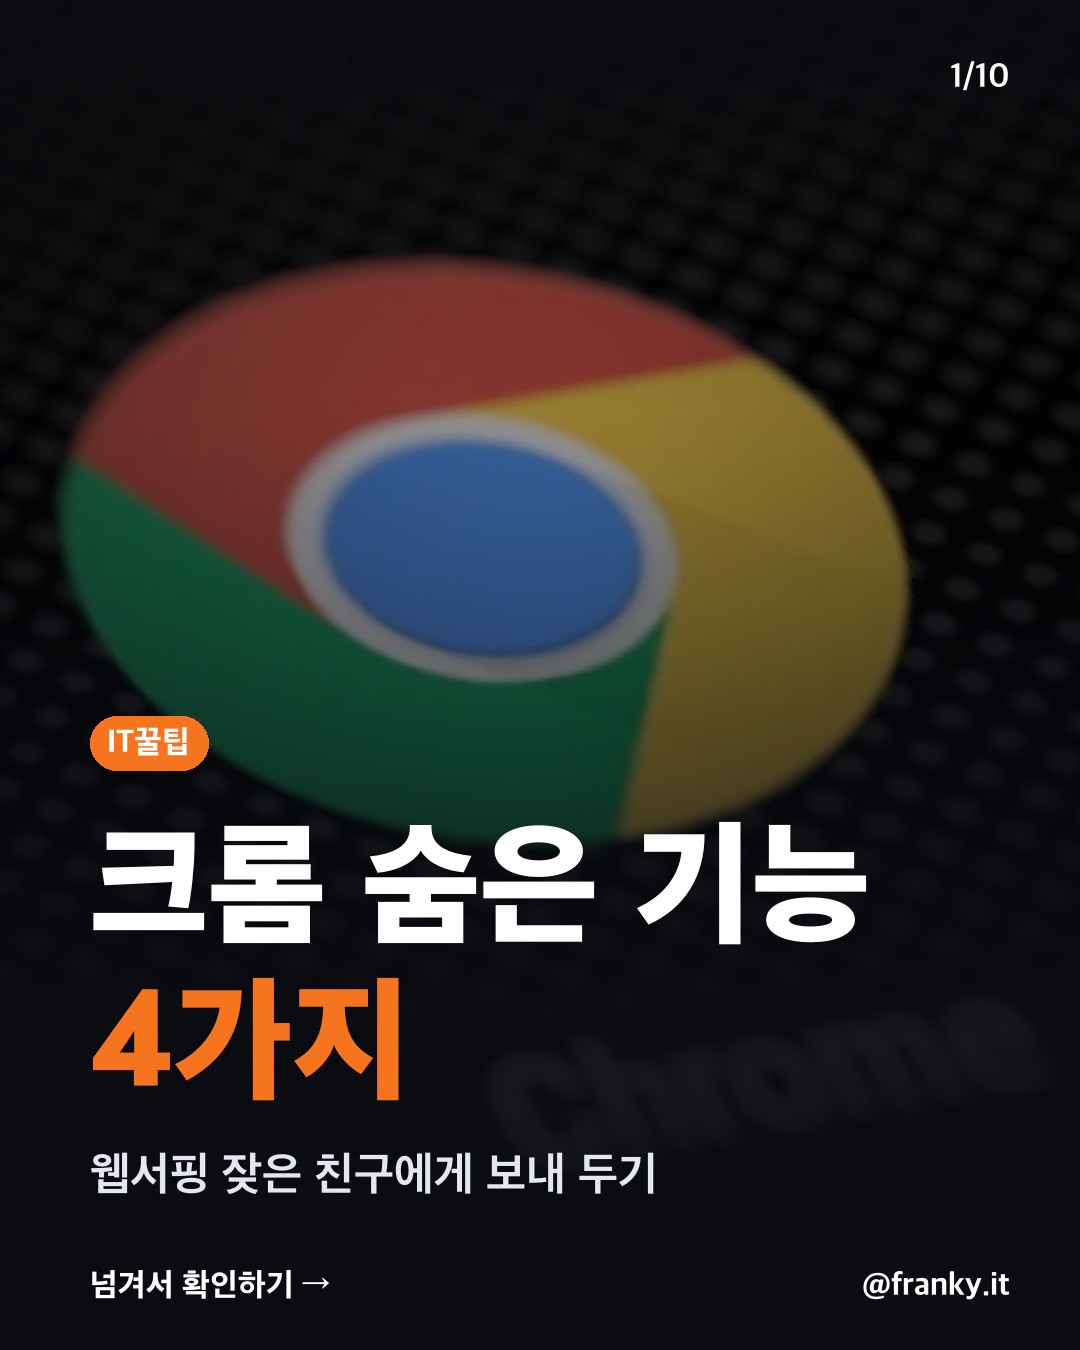 1/10
IT꿀팁
크롬 숨은 기능
4가지
Chrome
웹서핑 잦은 친구에게 보내 두기
넘겨서 확인하기 →
@franky.it